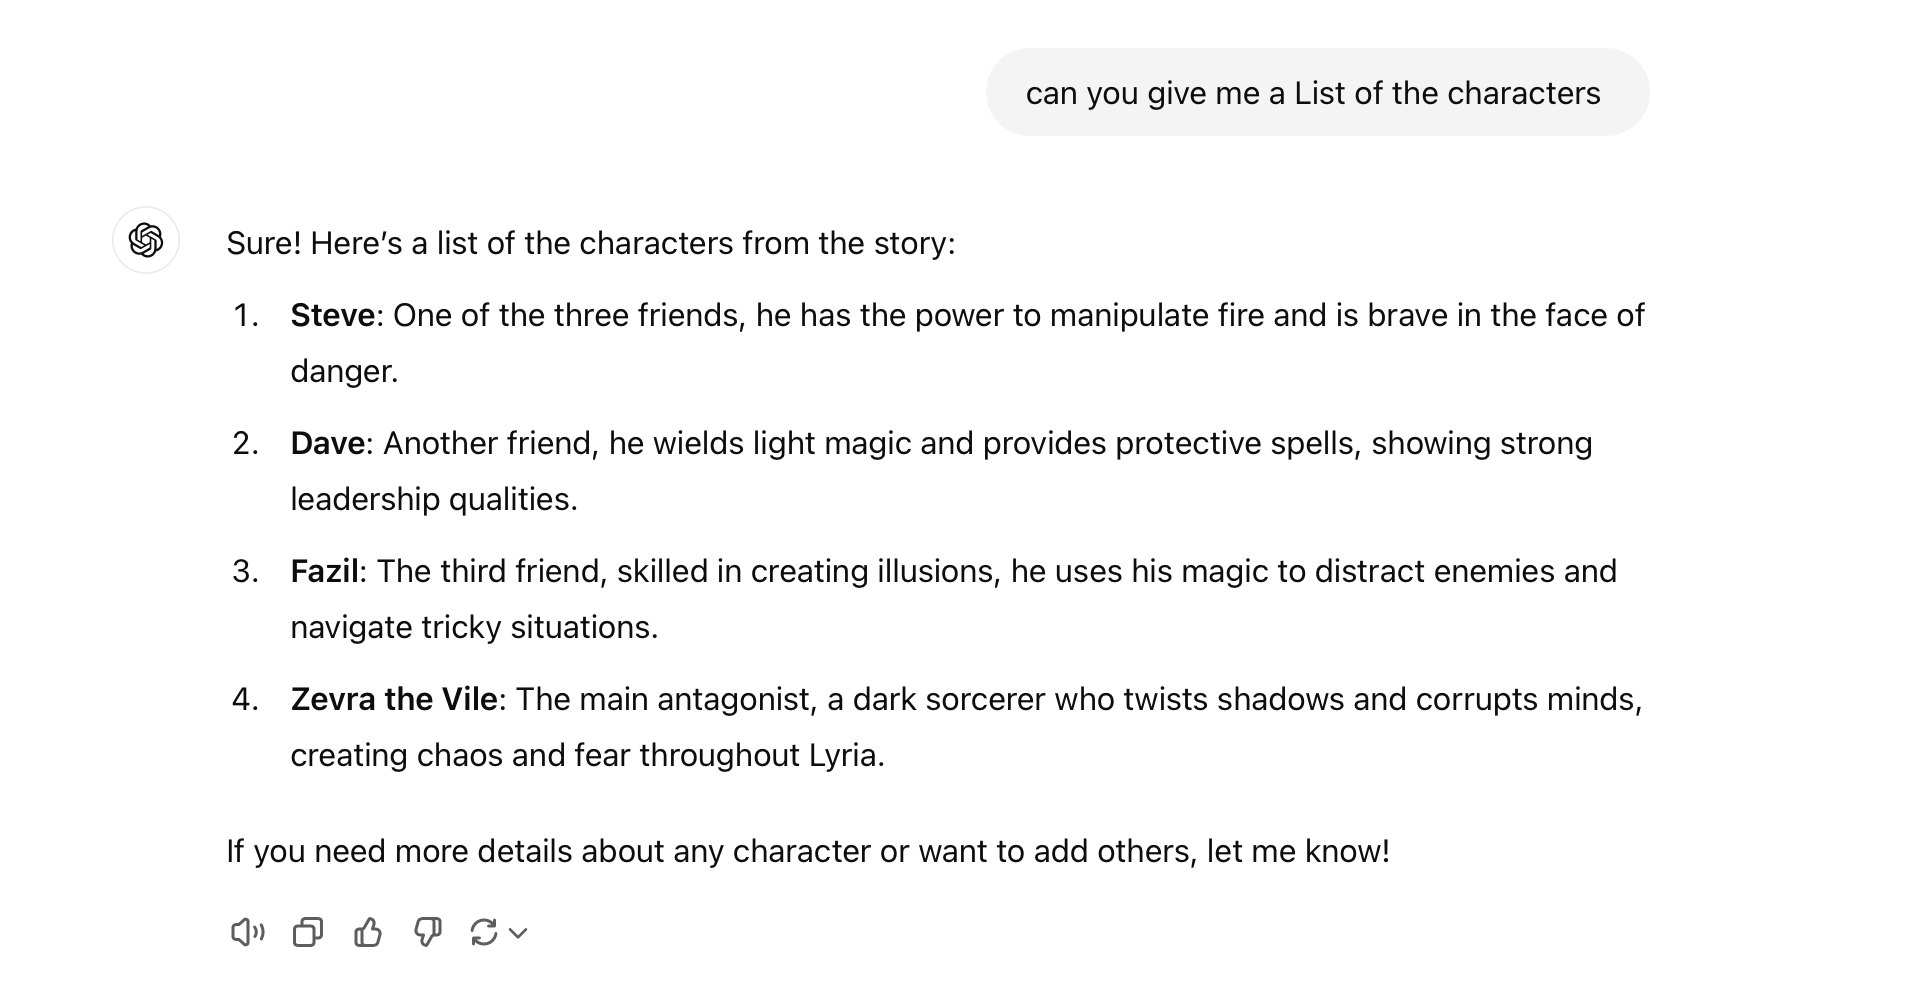 can you give me a List of the characters
Sure! Here’s a list of the characters from the story:
1. Steve: One of the three friends, he has the power to manipulate fire and is brave in the face of
danger.
2. Dave: Another friend, he wields light magic and provides protective spells, showing strong
leadership qualities.
3. Fazil: The third friend, skilled in creating illusions, he uses his magic to distract enemies and
navigate tricky situations.
4. Zevra the Vile: The main antagonist, a dark sorcerer who twists shadows and corrupts minds,
creating chaos and fear throughout Lyria.
If you need more details about any character or want to add others, let me know!